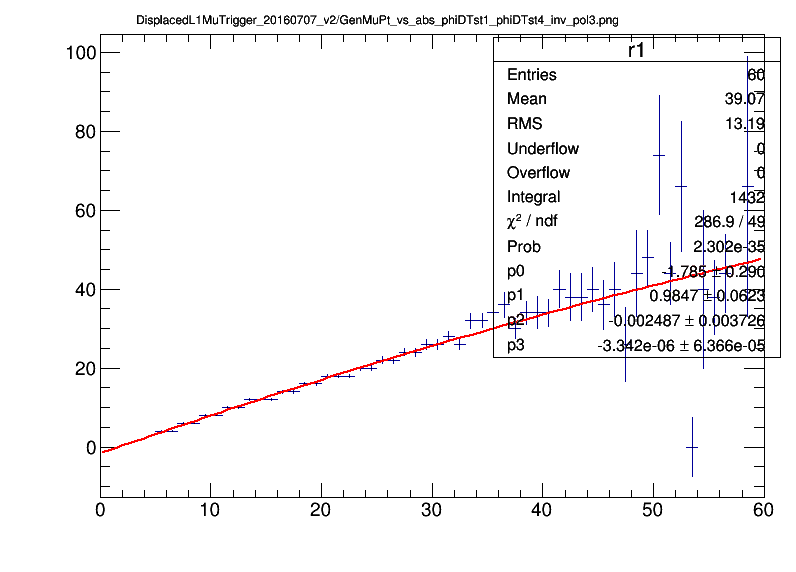 DisplacedL1MuTrigger_20160707_v2/GenMuPt_vs_abs_phiDTst1_phiDTst4_inv_pol3.png
r1
Entries 60
Mean 39.07
RMS 13.19
Underflow 0
Overflow 0
Integral 1432
χ² / ndf 286.9 / 49
Prob 2.302e-35
p0 -1.785 ± 0.290
p1 0.9847 ± 0.0623
p2 -0.002487 ± 0.003726
p3 -3.342e-06 ± 6.366e-05
100
80
60
40
20
0
0 10 20 30 40 50 60